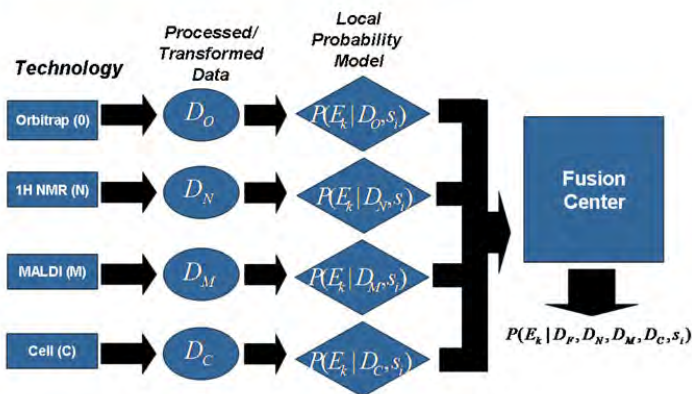 Technology
Processed/
Transformed
Data
Local
Probability
Model
Orbitrap (0)
D_O
P(E_k | D_O, s_i)
1H NMR (N)
D_N
P(E_k | D_N, s_i)
MALDI (M)
D_M
P(E_k | D_M, s_i)
Cell (C)
D_C
P(E_k | D_C, s_i)
Fusion
Center
P(E_k | D_F, D_N, D_M, D_C, s_i)